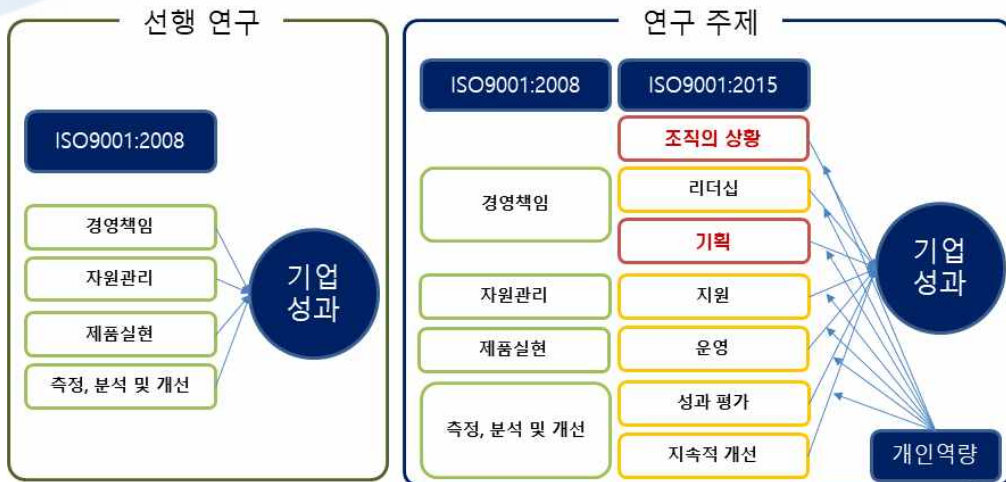 선행 연구
ISO9001:2008
경영책임
자원관리
제품실현
측정, 분석 및 개선
기업
성과
연구 주제
ISO9001:2008
ISO9001:2015
조직의 상황
경영책임
리더십
기획
자원관리
지원
제품실현
운영
측정, 분석 및 개선
성과 평가
지속적 개선
기업
성과
개인역량